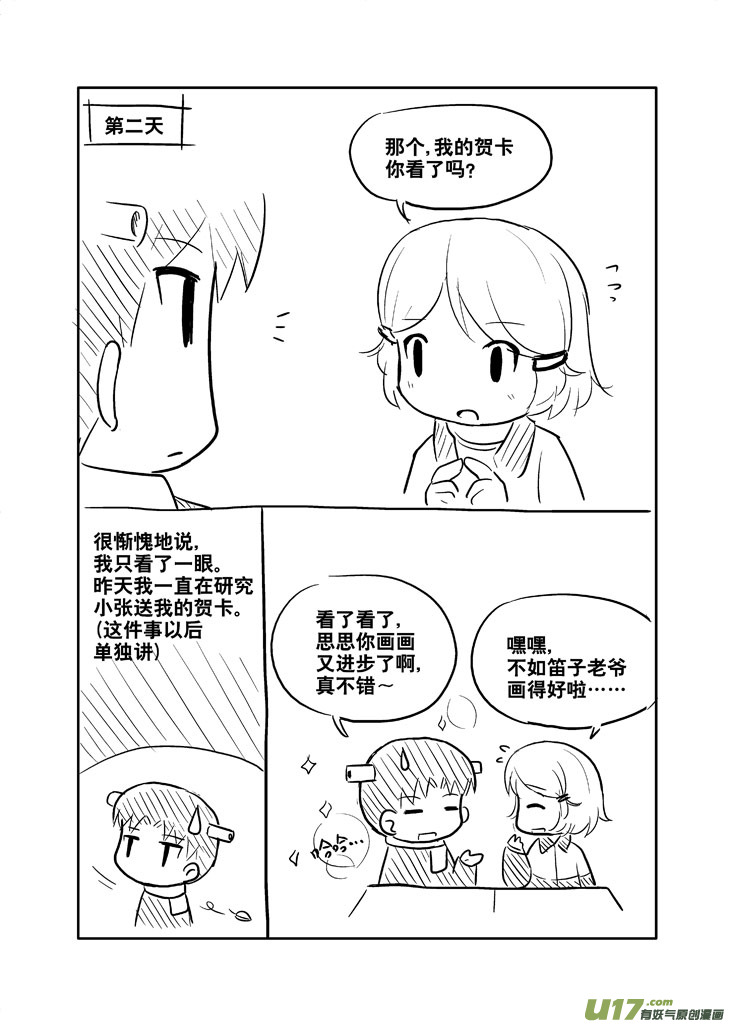 第二天
那个，我的贺卡
你看了吗？
很惭愧地说，
我只看了一眼。
昨天我一直在研究
小张送我的贺卡。
(这件事以后
单独讲)
看了看了，
思思你画画
又进步了啊，
真不错～
哈哈…
嘿嘿，
不如笛子老爷
画得好啦……
U17.com
有妖气原创漫画